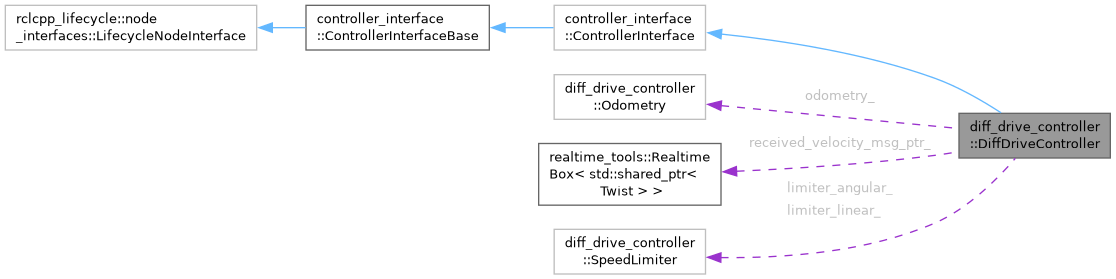 rclcpp_lifecycle::node
_interfaces::LifecycleNodeInterface
controller_interface
::ControllerInterfaceBase
controller_interface
::ControllerInterface
diff_drive_controller
::Odometry
odometry_
realtime_tools::Realtime
Box< std::shared_ptr<
Twist > >
received_velocity_msg_ptr_
diff_drive_controller
::DiffDriveController
limiter_angular_
limiter_linear_
diff_drive_controller
::SpeedLimiter